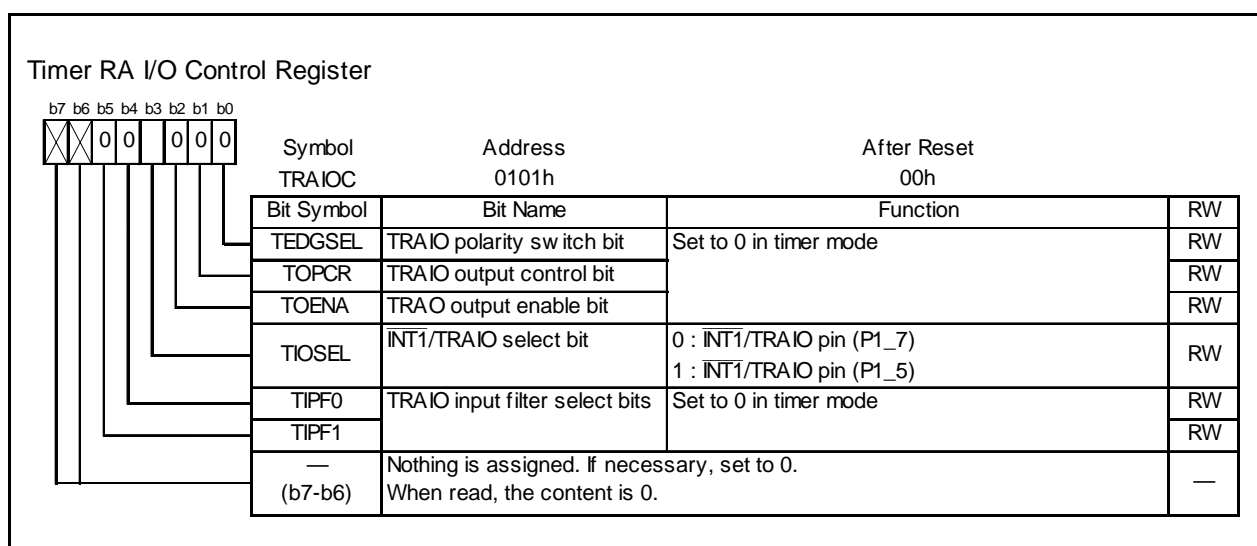 Timer RA I/O Control Register
b7 b6 b5 b4 b3 b2 b1 b0
0 0 0 0 0
Symbol Address After Reset
TRAIOC 0101h 00h
Bit Symbol Bit Name Function RW
TEDGSEL TRAIO polarity switch bit Set to 0 in timer mode RW
TOPCR TRAIO output control bit RW
TOENA TRAO output enable bit RW
TIOSEL INT1/TRAIO select bit 0 : INT1/TRAIO pin (P1_7) RW
1 : INT1/TRAIO pin (P1_5)
TIPF0 TRAIO input filter select bits Set to 0 in timer mode RW
TIPF1 RW
— Nothing is assigned. If necessary, set to 0. —
(b7-b6) When read, the content is 0.